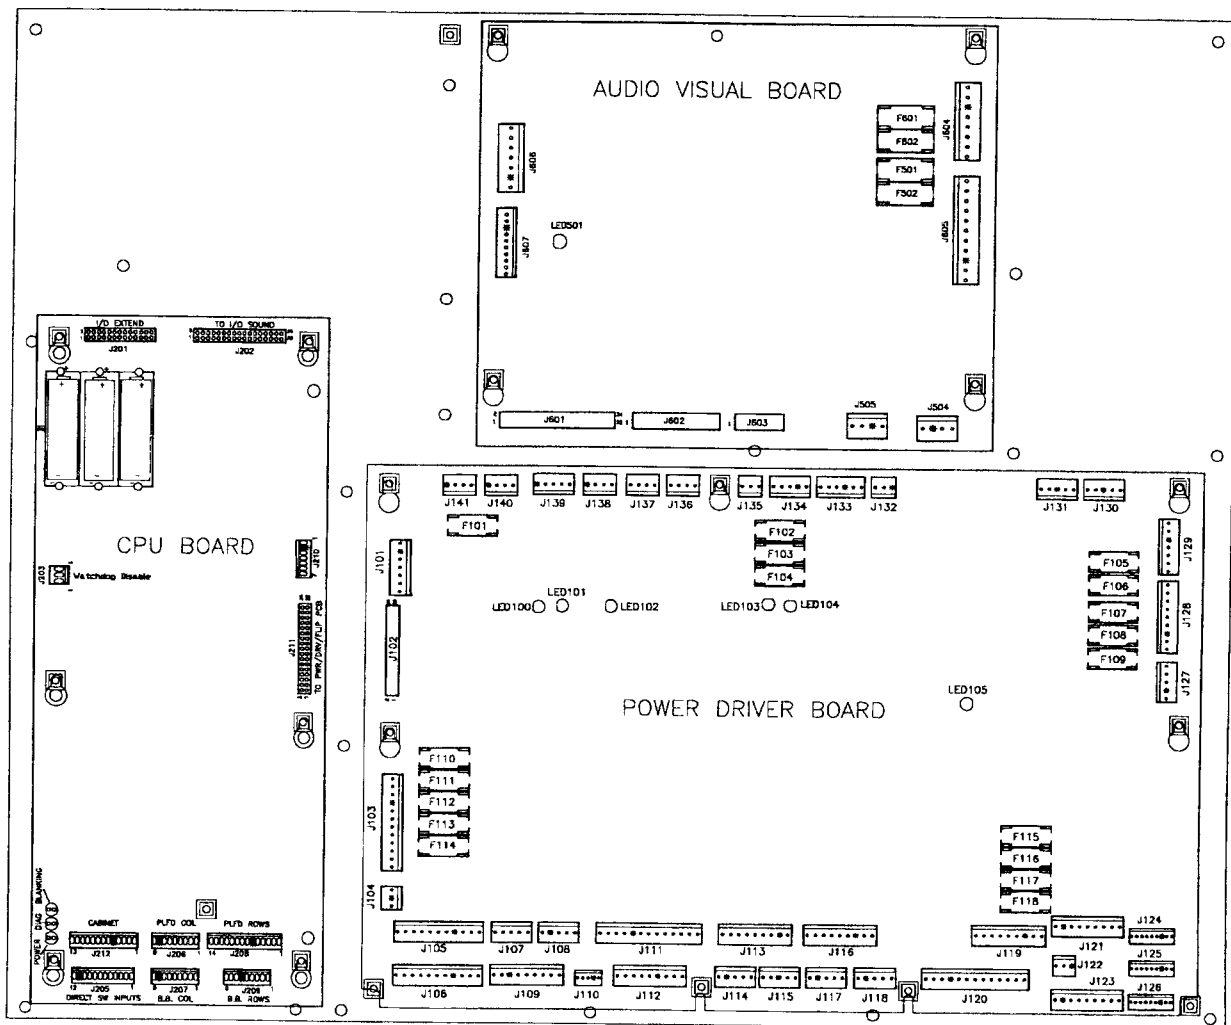 AUDIO VISUAL BOARD
F601
F602
F501
F502
J604
J605
J606
J607
LED501
J601
J602
J603
J505
J504
I/O EXTEND
J201
TO I/O SOUND
J202
CPU BOARD
J203
Watchdog Disable
J210
J211
TO PWR/DRV/FLIP PCB
POWER
DIAG
BLANKING
CABINET
J212
PLFD COL
J206
PLFD ROWS
J208
J205
DIRECT SW INPUTS
J207
B.B. COL
J209
B.B. ROWS
J141
J140
J139
J138
J137
J136
J135
J134
J133
J132
J131
J130
F101
F102
F103
F104
J101
J102
LED100
LED101
LED102
LED103
LED104
F105
F106
F107
F108
F109
J129
J128
J127
POWER DRIVER BOARD
LED105
F110
F111
F112
F113
F114
J103
J104
F115
F116
F117
F118
J105
J107
J108
J111
J113
J116
J119
J121
J124
J125
J122
J123
J126
J106
J109
J110
J112
J114
J115
J117
J118
J120